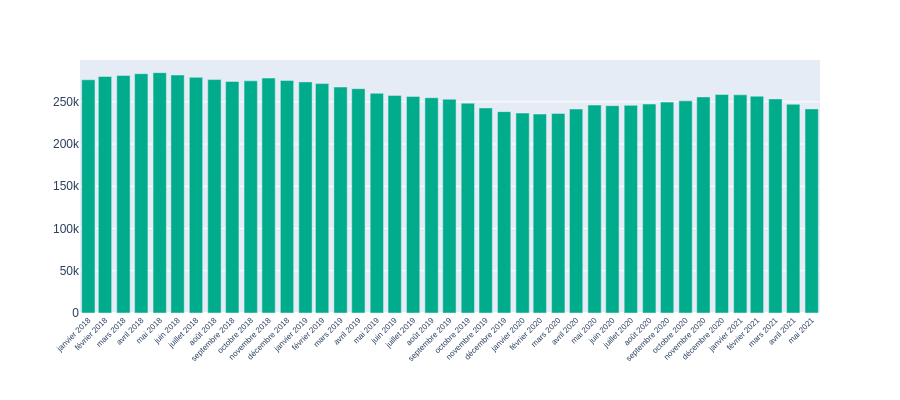 250k
200k
150k
100k
50k
0
janvier 2018
février 2018
mars 2018
avril 2018
mai 2018
juin 2018
juillet 2018
août 2018
septembre 2018
octobre 2018
novembre 2018
décembre 2018
janvier 2019
février 2019
mars 2019
avril 2019
mai 2019
juin 2019
juillet 2019
août 2019
septembre 2019
octobre 2019
novembre 2019
décembre 2019
janvier 2020
février 2020
mars 2020
avril 2020
mai 2020
juin 2020
juillet 2020
août 2020
septembre 2020
octobre 2020
novembre 2020
décembre 2020
janvier 2021
février 2021
mars 2021
avril 2021
mai 2021